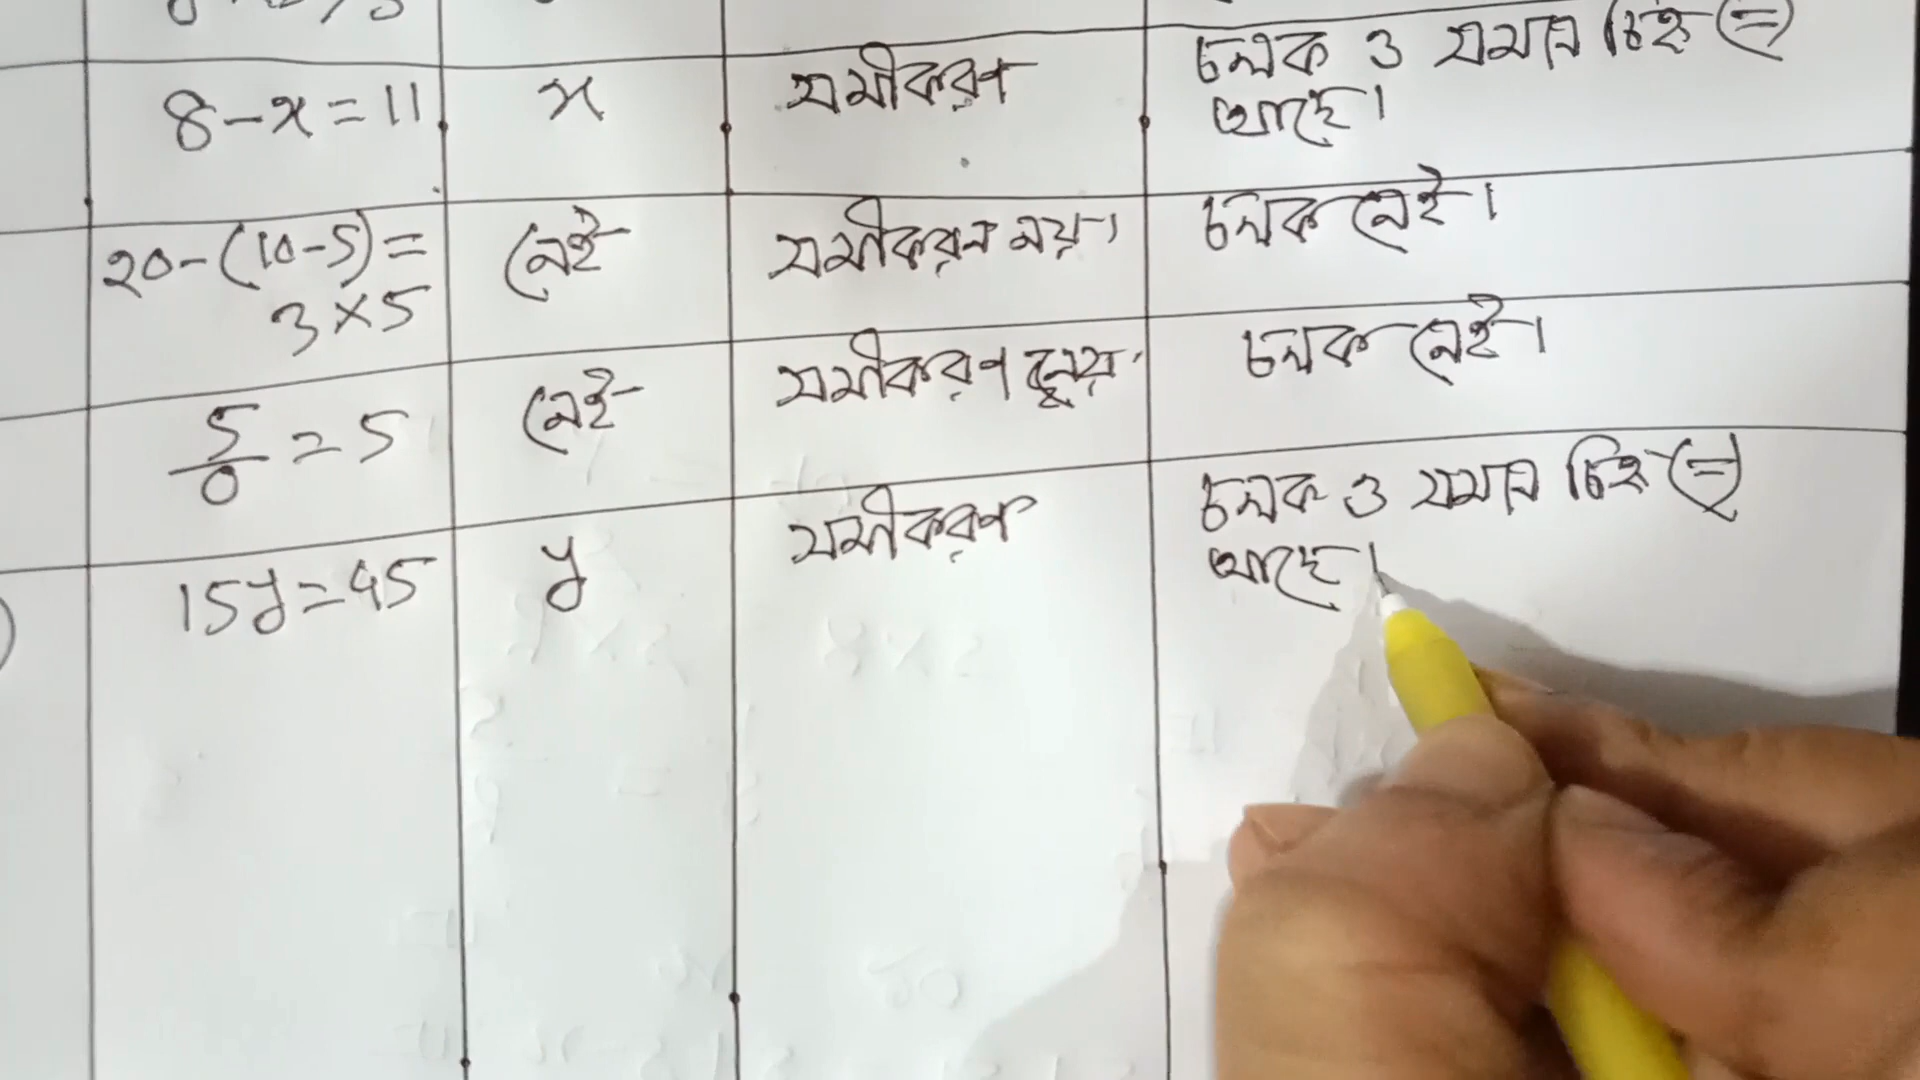 8-x=11 x সমীকরণ চলক ও সমান চিহ্ন (=)
আছে।
20-(10-5)= নেই সমীকরন নয়। চলক নেই।
3×5
5/0 = 5 নেই সমীকরণ নয়। চলক নেই।
15y=45 y সমীকরণ চলক ও সমান চিহ্ন (=)
আছে।